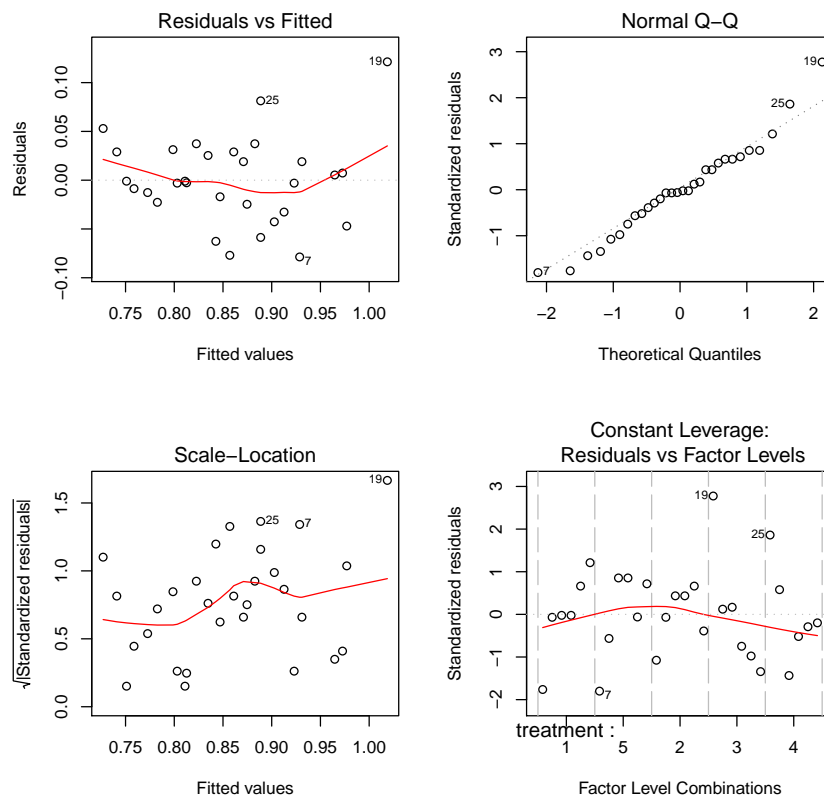 Residuals vs Fitted
Residuals
0.10
0.05
0.00
−0.10
19
25
7
0.75 0.80 0.85 0.90 0.95 1.00
Fitted values
Normal Q−Q
Standardized residuals
3
2
1
0
−1
19
25
7
−2 −1 0 1 2
Theoretical Quantiles
Scale−Location
√|Standardized residuals|
1.5
1.0
0.5
0.0
19
25
7
0.75 0.80 0.85 0.90 0.95 1.00
Fitted values
Constant Leverage:
Residuals vs Factor Levels
Standardized residuals
3
2
1
0
−1
−2
19
25
7
treatment :
1 5 2 3 4
Factor Level Combinations